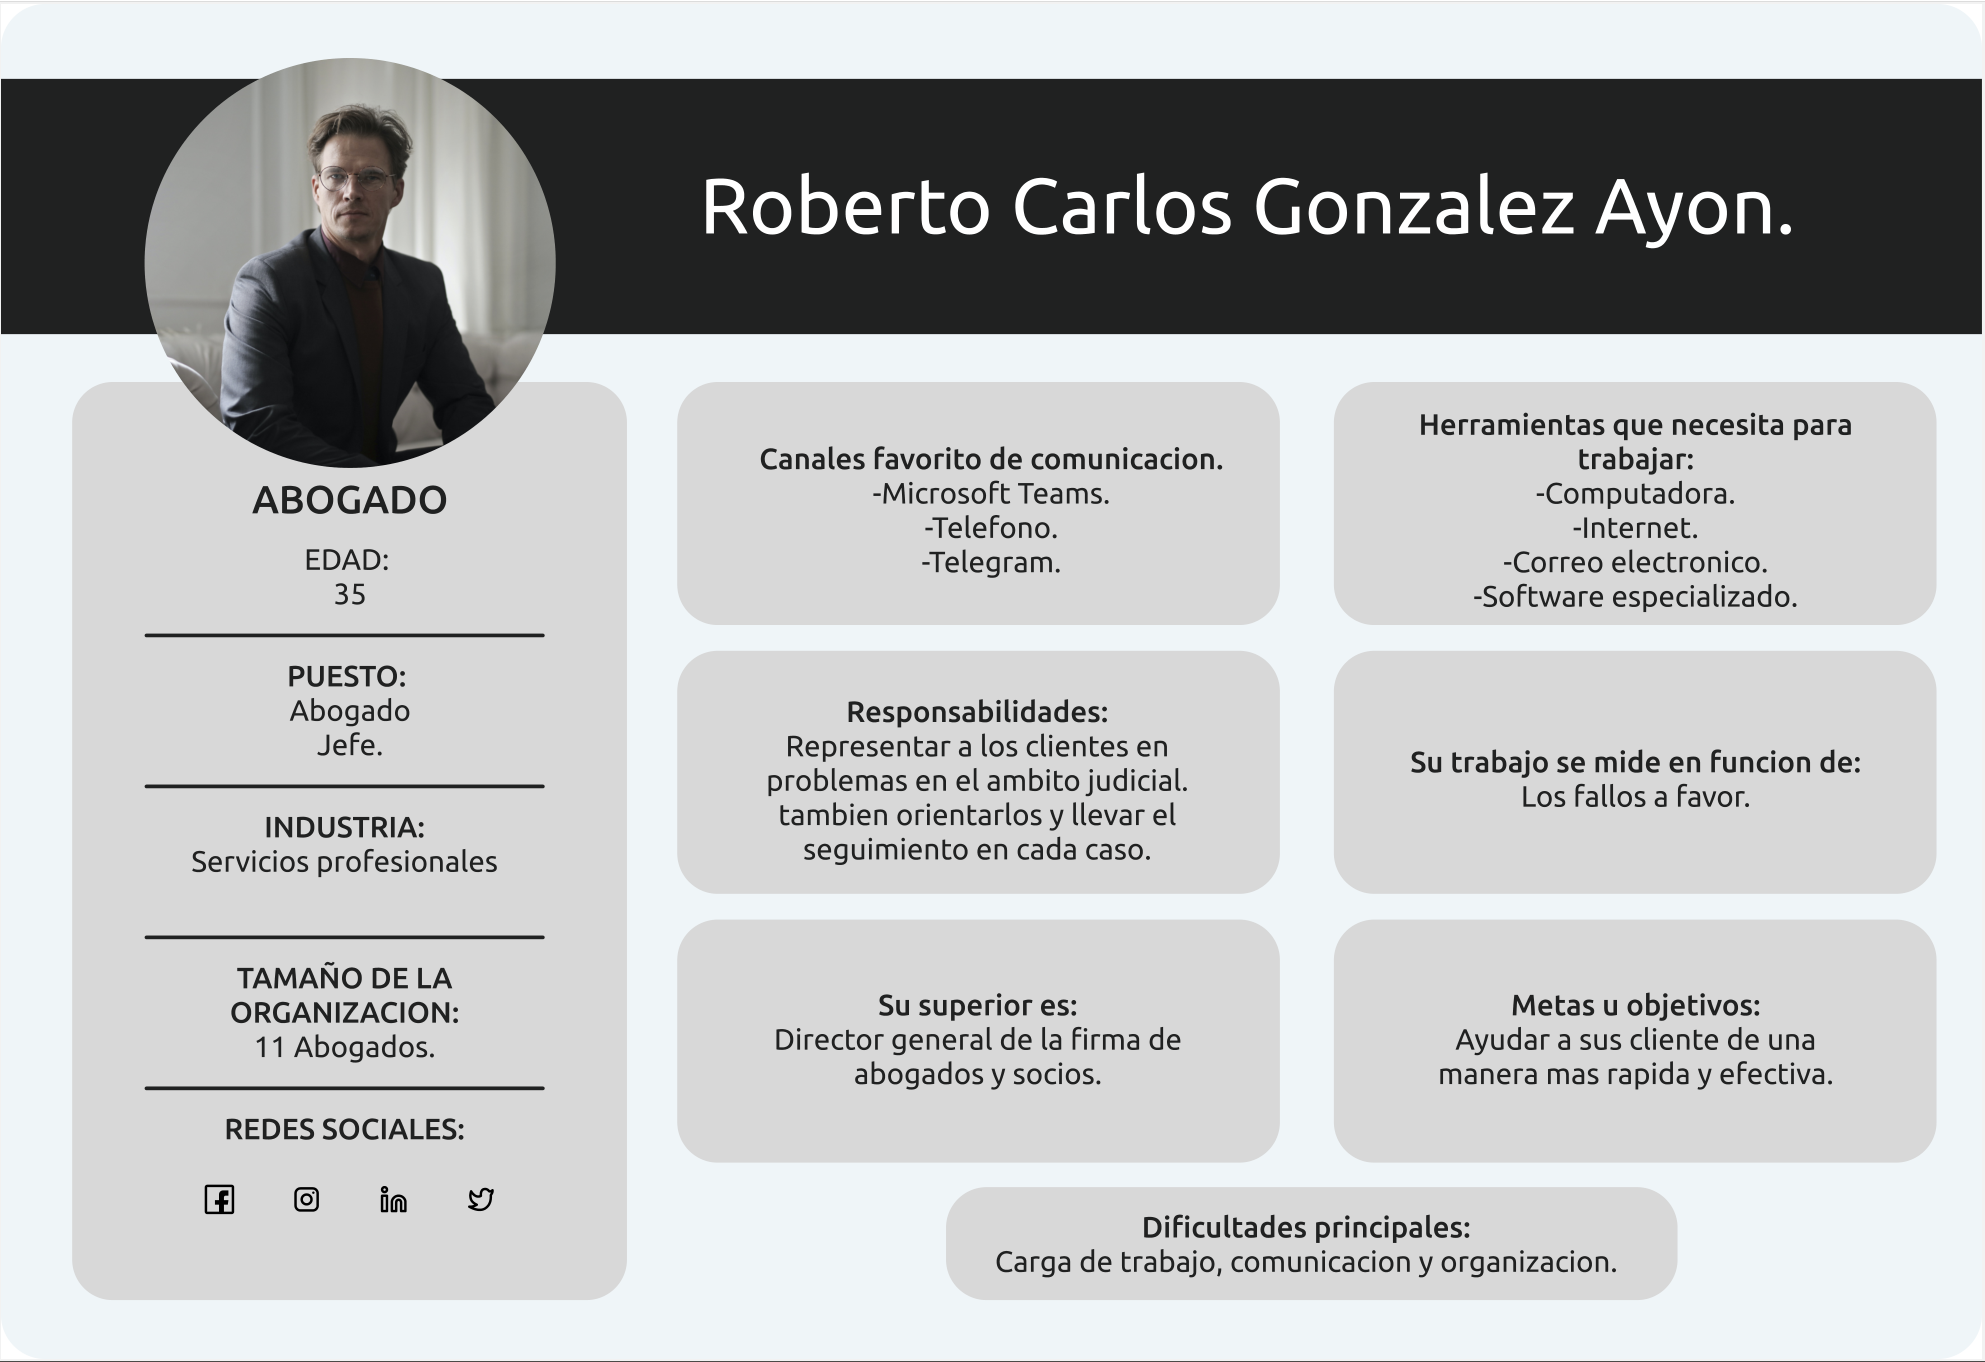 Roberto Carlos Gonzalez Ayon.
ABOGADO
EDAD:
35
PUESTO:
Abogado
Jefe.
INDUSTRIA:
Servicios profesionales
TAMAÑO DE LA
ORGANIZACION:
11 Abogados.
REDES SOCIALES:
Canales favorito de comunicacion.
-Microsoft Teams.
-Telefono.
-Telegram.
Herramientas que necesita para
trabajar:
-Computadora.
-Internet.
-Correo electronico.
-Software especializado.
Responsabilidades:
Representar a los clientes en
problemas en el ambito judicial.
tambien orientarlos y llevar el
seguimiento en cada caso.
Su trabajo se mide en funcion de:
Los fallos a favor.
Su superior es:
Director general de la firma de
abogados y socios.
Metas u objetivos:
Ayudar a sus cliente de una
manera mas rapida y efectiva.
Dificultades principales:
Carga de trabajo, comunicacion y organizacion.